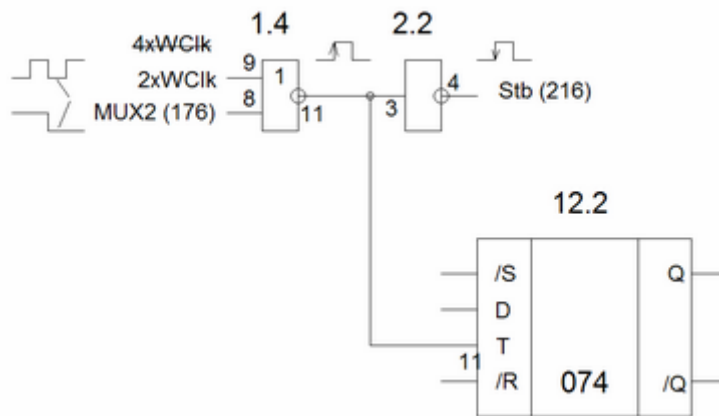 1.4
2.2
4xWClk
9
1
2xWClk
8
MUX2 (176)
11
3
4
Stb (216)
12.2
/S
Q
D
T
11
/R
074
/Q